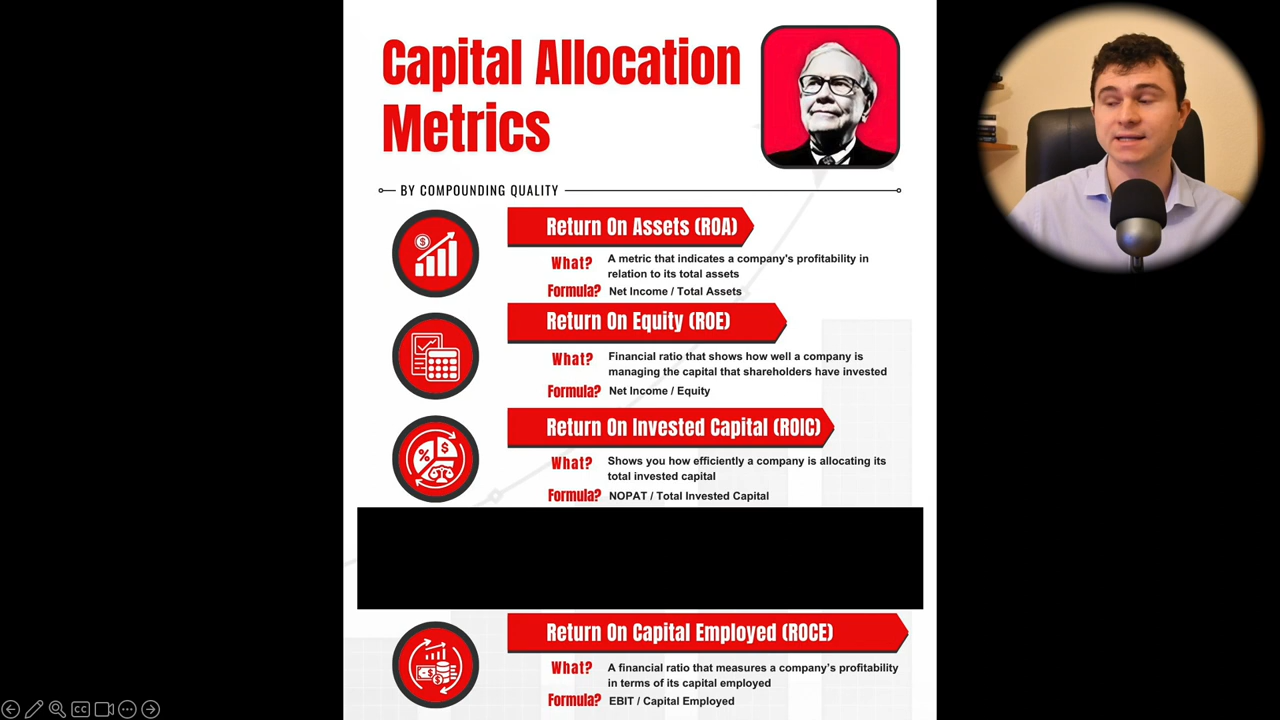 Capital Allocation
Metrics
BY COMPOUNDING QUALITY
Return On Assets (ROA)
What? A metric that indicates a company's profitability in
relation to its total assets
Formula? Net Income / Total Assets
Return On Equity (ROE)
What? Financial ratio that shows how well a company is
managing the capital that shareholders have invested
Formula? Net Income / Equity
Return On Invested Capital (ROIC)
What? Shows you how efficiently a company is allocating its
total invested capital
Formula? NOPAT / Total Invested Capital
Return On Capital Employed (ROCE)
What? A financial ratio that measures a company's profitability
in terms of its capital employed
Formula? EBIT / Capital Employed